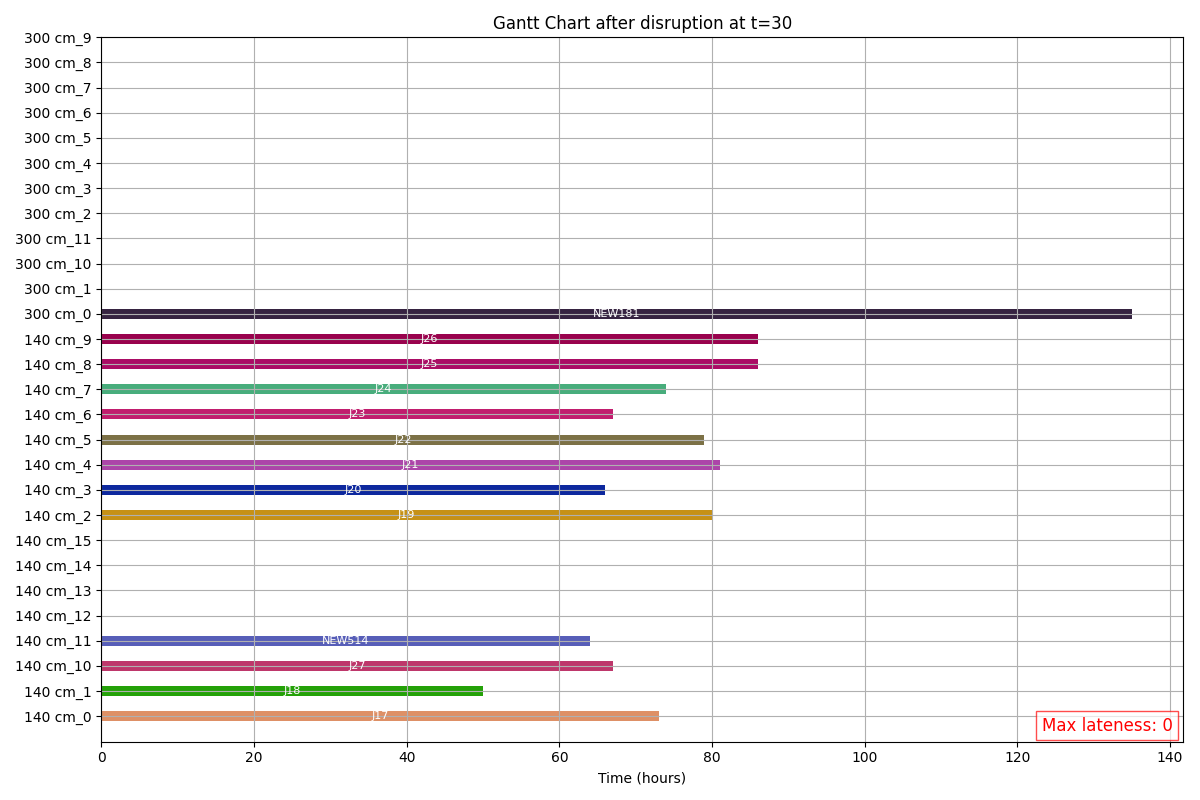 Gantt Chart after disruption at t=30
300 cm_9
300 cm_8
300 cm_7
300 cm_6
300 cm_5
300 cm_4
300 cm_3
300 cm_2
300 cm_11
300 cm_10
300 cm_1
300 cm_0 NEW181
140 cm_9 J26
140 cm_8 J25
140 cm_7 J24
140 cm_6 J23
140 cm_5 J22
140 cm_4 J21
140 cm_3 J20
140 cm_2 J19
140 cm_15
140 cm_14
140 cm_13
140 cm_12
140 cm_11 NEW514
140 cm_10 J27
140 cm_1 J18
140 cm_0 J17
Max lateness: 0
0 20 40 60 80 100 120 140
Time (hours)